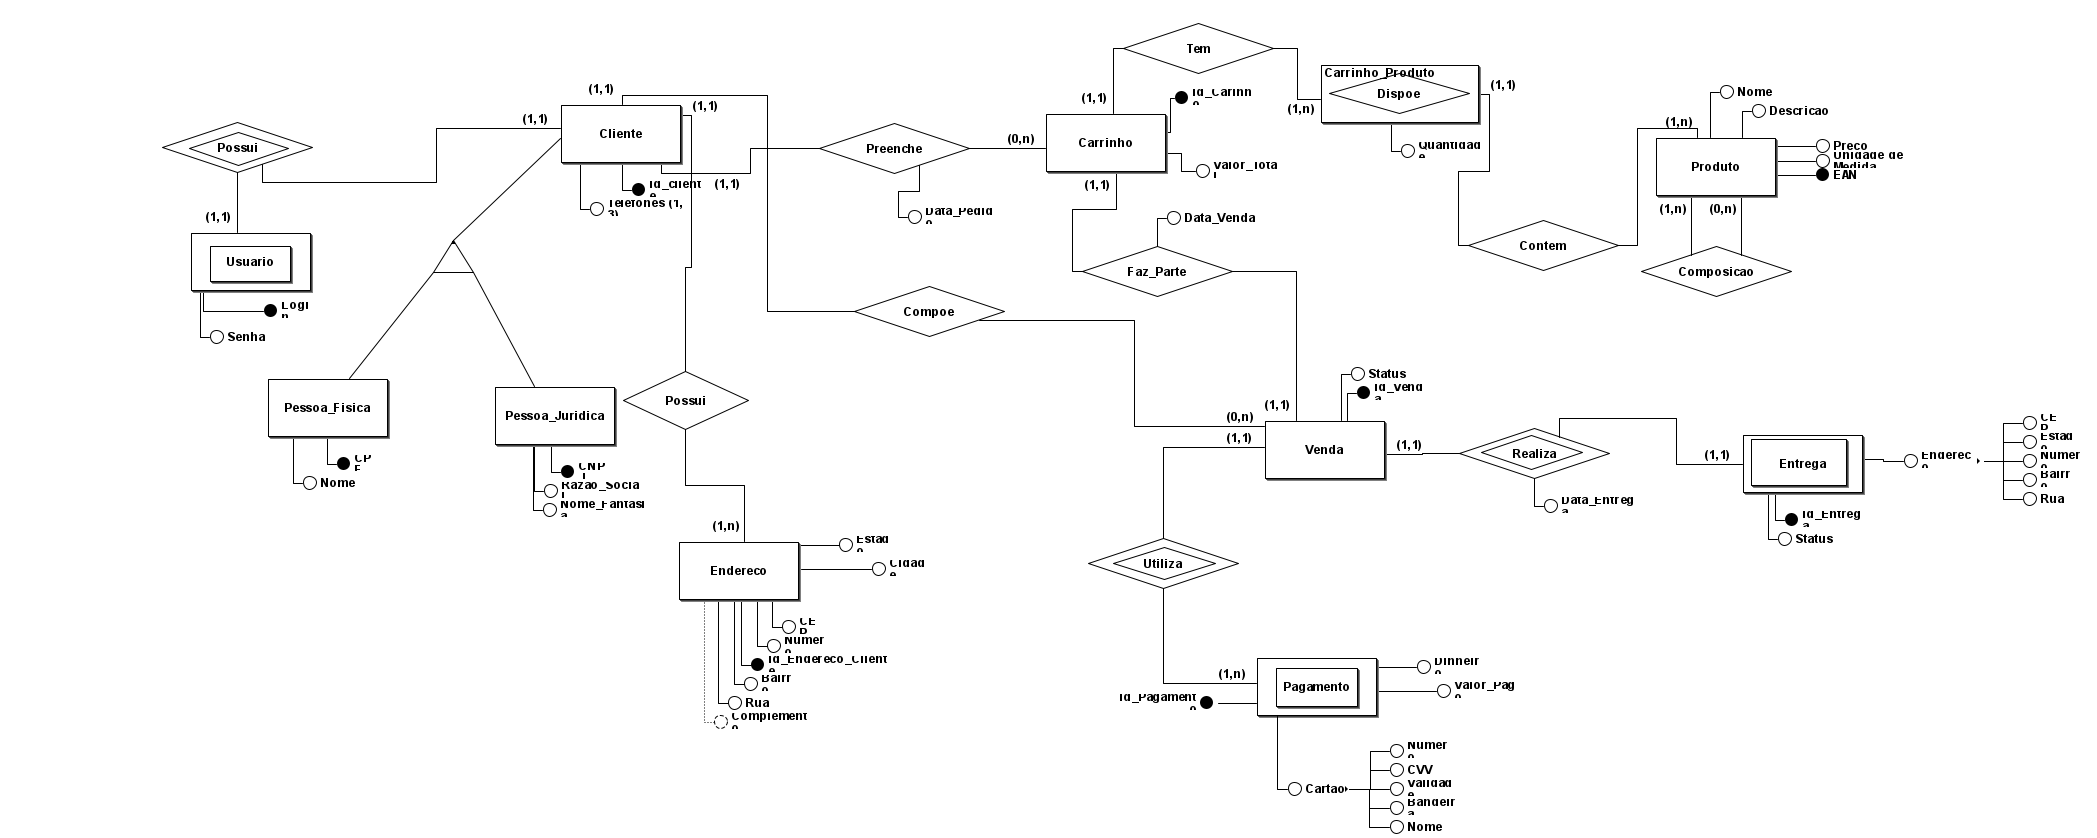 Tem
Carrinho_Produto
Dispoe
(1,1)
(1,n)
Quantidade
(1,1)
(1,1)
(1,1)
Cliente
Possui
(1,1)
Usuario
Login
Senha
Id_cliente
Telefones (1,
3)
(1,1)
Preenche
Data_Pedido
(0,n)
(1,1)
Carrinho
Id_Carinho
Valor_Total
(1,1)
Nome
Descricao
(1,n)
Produto
Preco
Unidade de
Medida
EAN
(1,n)
(0,n)
Composicao
Contem
Data_Venda
Faz_Parte
Compoe
Pessoa_Fisica
CPF
Nome
Pessoa_Juridica
CNPJ
Razao_Social
Nome_Fantasia
Possui
(1,n)
Endereco
Estado
Cidade
CEP
Numero
Id_Endereco_Cliente
Bairro
Rua
Complemento
Status
Id_Venda
(1,1)
(0,n)
(1,1)
Venda
(1,1)
Realiza
Data_Entrega
(1,1)
Entrega
Id_Entrega
Status
Endereco
CEP
Estado
Numero
Bairro
Rua
Utiliza
(1,n)
Id_Pagamento
Pagamento
Dinheiro
Valor_Pago
Cartao
Numero
CVV
Validade
Bandeira
Nome